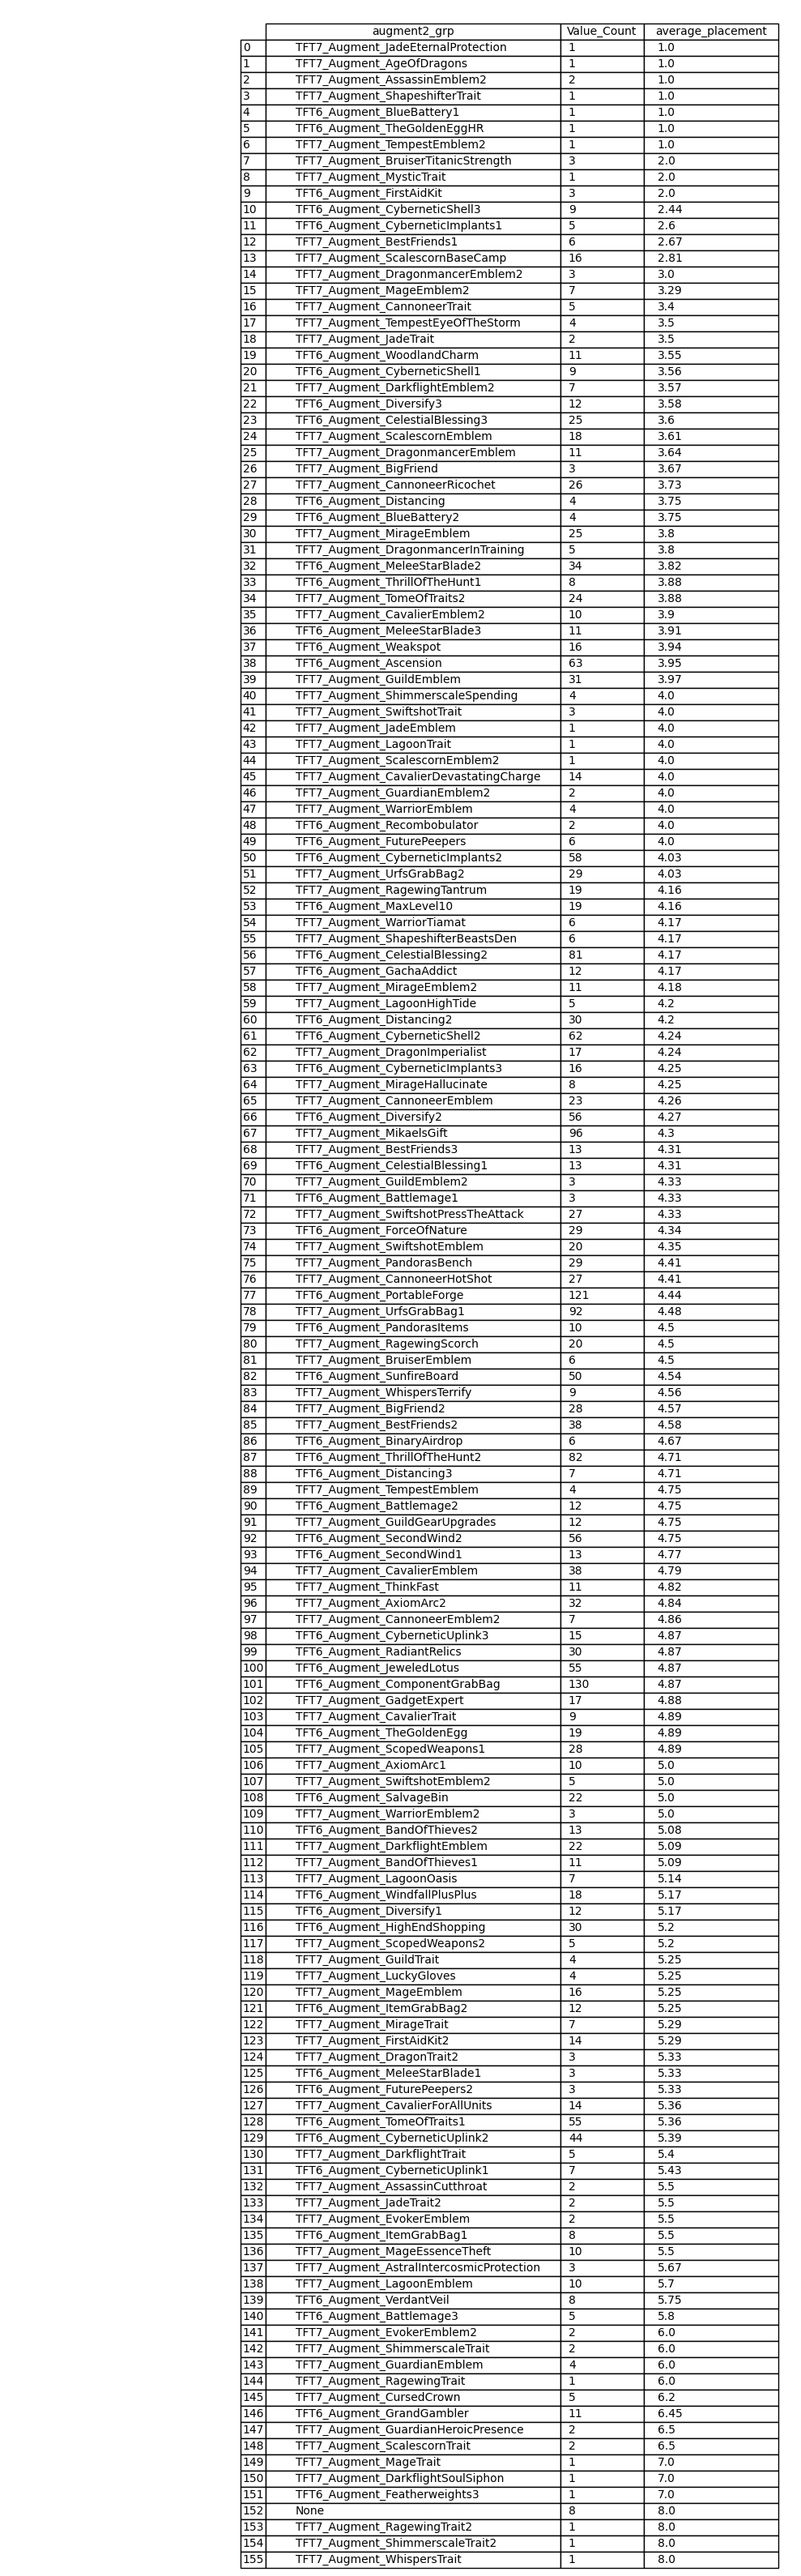 augment2_grp Value_Count average_placement
0 TFT7_Augment_JadeEternalProtection 1 1.0
1 TFT7_Augment_AgeOfDragons 1 1.0
2 TFT7_Augment_AssassinEmblem2 2 1.0
3 TFT7_Augment_ShapeshifterTrait 1 1.0
4 TFT6_Augment_BlueBattery1 1 1.0
5 TFT6_Augment_TheGoldenEggHR 1 1.0
6 TFT7_Augment_TempestEmblem2 1 1.0
7 TFT7_Augment_BruiserTitanicStrength 3 2.0
8 TFT7_Augment_MysticTrait 1 2.0
9 TFT6_Augment_FirstAidKit 3 2.0
10 TFT6_Augment_CyberneticShell3 9 2.44
11 TFT6_Augment_CyberneticImplants1 5 2.6
12 TFT7_Augment_BestFriends1 6 2.67
13 TFT7_Augment_ScalescornBaseCamp 16 2.81
14 TFT7_Augment_DragonmancerEmblem2 3 3.0
15 TFT7_Augment_MageEmblem2 7 3.29
16 TFT7_Augment_CannoneerTrait 5 3.4
17 TFT7_Augment_TempestEyeOfTheStorm 4 3.5
18 TFT7_Augment_JadeTrait 2 3.5
19 TFT6_Augment_WoodlandCharm 11 3.55
20 TFT6_Augment_CyberneticShell1 9 3.56
21 TFT7_Augment_DarkflightEmblem2 7 3.57
22 TFT6_Augment_Diversify3 12 3.58
23 TFT6_Augment_CelestialBlessing3 25 3.6
24 TFT7_Augment_ScalescornEmblem 18 3.61
25 TFT7_Augment_DragonmancerEmblem 11 3.64
26 TFT7_Augment_BigFriend 3 3.67
27 TFT7_Augment_CannoneerRicochet 26 3.73
28 TFT6_Augment_Distancing 4 3.75
29 TFT6_Augment_BlueBattery2 4 3.75
30 TFT7_Augment_MirageEmblem 25 3.8
31 TFT7_Augment_DragonmancerInTraining 5 3.8
32 TFT6_Augment_MeleeStarBlade2 34 3.82
33 TFT6_Augment_ThrillOfTheHunt1 8 3.88
34 TFT7_Augment_TomeOfTraits2 24 3.88
35 TFT7_Augment_CavalierEmblem2 10 3.9
36 TFT6_Augment_MeleeStarBlade3 11 3.91
37 TFT6_Augment_Weakspot 16 3.94
38 TFT6_Augment_Ascension 63 3.95
39 TFT7_Augment_GuildEmblem 31 3.97
40 TFT7_Augment_ShimmerscaleSpending 4 4.0
41 TFT7_Augment_SwiftshotTrait 3 4.0
42 TFT7_Augment_JadeEmblem 1 4.0
43 TFT7_Augment_LagoonTrait 1 4.0
44 TFT7_Augment_ScalescornEmblem2 1 4.0
45 TFT7_Augment_CavalierDevastatingCharge 14 4.0
46 TFT7_Augment_GuardianEmblem2 2 4.0
47 TFT7_Augment_WarriorEmblem 4 4.0
48 TFT6_Augment_Recombobulator 2 4.0
49 TFT6_Augment_FuturePeepers 6 4.0
50 TFT6_Augment_CyberneticImplants2 58 4.03
51 TFT7_Augment_UrfsGrabBag2 29 4.03
52 TFT7_Augment_RagewingTantrum 19 4.16
53 TFT6_Augment_MaxLevel10 19 4.16
54 TFT7_Augment_WarriorTiamat 6 4.17
55 TFT7_Augment_ShapeshifterBeastsDen 6 4.17
56 TFT6_Augment_CelestialBlessing2 81 4.17
57 TFT6_Augment_GachaAddict 12 4.17
58 TFT7_Augment_MirageEmblem2 11 4.18
59 TFT7_Augment_LagoonHighTide 5 4.2
60 TFT6_Augment_Distancing2 30 4.2
61 TFT6_Augment_CyberneticShell2 62 4.24
62 TFT7_Augment_DragonImperialist 17 4.24
63 TFT6_Augment_CyberneticImplants3 16 4.25
64 TFT7_Augment_MirageHallucinate 8 4.25
65 TFT7_Augment_CannoneerEmblem 23 4.26
66 TFT6_Augment_Diversify2 56 4.27
67 TFT7_Augment_MikaelsGift 96 4.3
68 TFT7_Augment_BestFriends3 13 4.31
69 TFT6_Augment_CelestialBlessing1 13 4.31
70 TFT7_Augment_GuildEmblem2 3 4.33
71 TFT6_Augment_Battlemage1 3 4.33
72 TFT7_Augment_SwiftshotPressTheAttack 27 4.33
73 TFT6_Augment_ForceOfNature 29 4.34
74 TFT7_Augment_SwiftshotEmblem 20 4.35
75 TFT7_Augment_PandorasBench 29 4.41
76 TFT7_Augment_CannoneerHotShot 27 4.41
77 TFT6_Augment_PortableForge 121 4.44
78 TFT7_Augment_UrfsGrabBag1 92 4.48
79 TFT6_Augment_PandorasItems 10 4.5
80 TFT7_Augment_RagewingScorch 20 4.5
81 TFT7_Augment_BruiserEmblem 6 4.5
82 TFT6_Augment_SunfireBoard 50 4.54
83 TFT7_Augment_WhispersTerrify 9 4.56
84 TFT7_Augment_BigFriend2 28 4.57
85 TFT7_Augment_BestFriends2 38 4.58
86 TFT6_Augment_BinaryAirdrop 6 4.67
87 TFT6_Augment_ThrillOfTheHunt2 82 4.71
88 TFT6_Augment_Distancing3 7 4.71
89 TFT7_Augment_TempestEmblem 4 4.75
90 TFT6_Augment_Battlemage2 12 4.75
91 TFT7_Augment_GuildGearUpgrades 12 4.75
92 TFT6_Augment_SecondWind2 56 4.75
93 TFT6_Augment_SecondWind1 13 4.77
94 TFT7_Augment_CavalierEmblem 38 4.79
95 TFT7_Augment_ThinkFast 11 4.82
96 TFT7_Augment_AxiomArc2 32 4.84
97 TFT7_Augment_CannoneerEmblem2 7 4.86
98 TFT6_Augment_CyberneticUplink3 15 4.87
99 TFT6_Augment_RadiantRelics 30 4.87
100 TFT6_Augment_JeweledLotus 55 4.87
101 TFT6_Augment_ComponentGrabBag 130 4.87
102 TFT7_Augment_GadgetExpert 17 4.88
103 TFT7_Augment_CavalierTrait 9 4.89
104 TFT6_Augment_TheGoldenEgg 19 4.89
105 TFT7_Augment_ScopedWeapons1 28 4.89
106 TFT7_Augment_AxiomArc1 10 5.0
107 TFT7_Augment_SwiftshotEmblem2 5 5.0
108 TFT6_Augment_SalvageBin 22 5.0
109 TFT7_Augment_WarriorEmblem2 3 5.0
110 TFT6_Augment_BandOfThieves2 13 5.08
111 TFT7_Augment_DarkflightEmblem 22 5.09
112 TFT7_Augment_BandOfThieves1 11 5.09
113 TFT7_Augment_LagoonOasis 7 5.14
114 TFT6_Augment_WindfallPlusPlus 18 5.17
115 TFT6_Augment_Diversify1 12 5.17
116 TFT6_Augment_HighEndShopping 30 5.2
117 TFT7_Augment_ScopedWeapons2 5 5.2
118 TFT7_Augment_GuildTrait 4 5.25
119 TFT7_Augment_LuckyGloves 4 5.25
120 TFT7_Augment_MageEmblem 16 5.25
121 TFT6_Augment_ItemGrabBag2 12 5.25
122 TFT7_Augment_MirageTrait 7 5.29
123 TFT7_Augment_FirstAidKit2 14 5.29
124 TFT7_Augment_DragonTrait2 3 5.33
125 TFT6_Augment_MeleeStarBlade1 3 5.33
126 TFT6_Augment_FuturePeepers2 3 5.33
127 TFT7_Augment_CavalierForAllUnits 14 5.36
128 TFT6_Augment_TomeOfTraits1 55 5.36
129 TFT6_Augment_CyberneticUplink2 44 5.39
130 TFT7_Augment_DarkflightTrait 5 5.4
131 TFT6_Augment_CyberneticUplink1 7 5.43
132 TFT7_Augment_AssassinCutthroat 2 5.5
133 TFT7_Augment_JadeTrait2 2 5.5
134 TFT7_Augment_EvokerEmblem 2 5.5
135 TFT6_Augment_ItemGrabBag1 8 5.5
136 TFT7_Augment_MageEssenceTheft 10 5.5
137 TFT7_Augment_AstralIntercosmicProtection 3 5.67
138 TFT7_Augment_LagoonEmblem 10 5.7
139 TFT6_Augment_VerdantVeil 8 5.75
140 TFT6_Augment_Battlemage3 5 5.8
141 TFT7_Augment_EvokerEmblem2 2 6.0
142 TFT7_Augment_ShimmerscaleTrait 2 6.0
143 TFT7_Augment_GuardianEmblem 4 6.0
144 TFT7_Augment_RagewingTrait 1 6.0
145 TFT7_Augment_CursedCrown 5 6.2
146 TFT6_Augment_GrandGambler 11 6.45
147 TFT7_Augment_GuardianHeroicPresence 2 6.5
148 TFT7_Augment_ScalescornTrait 2 6.5
149 TFT7_Augment_MageTrait 1 7.0
150 TFT7_Augment_DarkflightSoulSiphon 1 7.0
151 TFT6_Augment_Featherweights3 1 7.0
152 None 8 8.0
153 TFT7_Augment_RagewingTrait2 1 8.0
154 TFT7_Augment_ShimmerscaleTrait2 1 8.0
155 TFT7_Augment_WhispersTrait 1 8.0